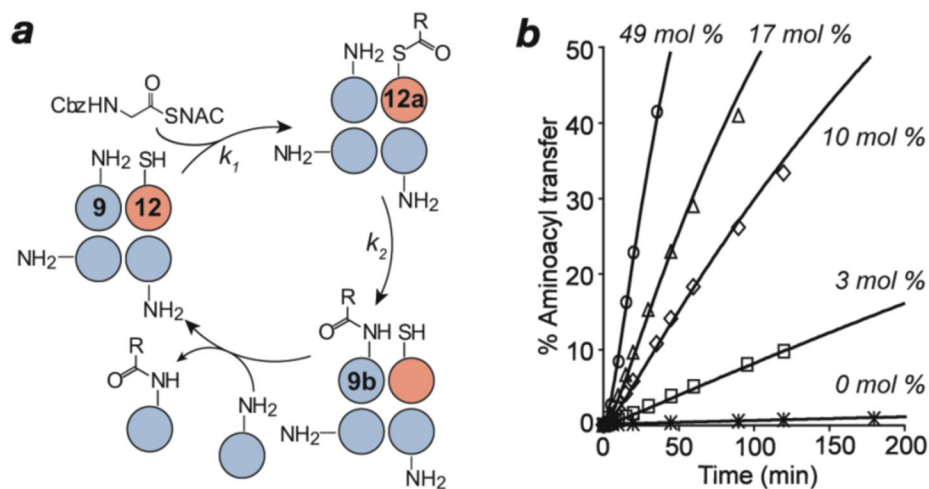 a
R
NH2
S
O
12a
NH2
NH2
CbzHN
O
SNAC
k1
NH2
SH
9
12
NH2
NH2
k2
R
O
NH
SH
9b
NH2
NH2
R
O
NH
NH2
b
49 mol %
17 mol %
10 mol %
3 mol %
0 mol %
50
40
30
20
10
0
% Aminoacyl transfer
0
50
100
150
200
Time (min)